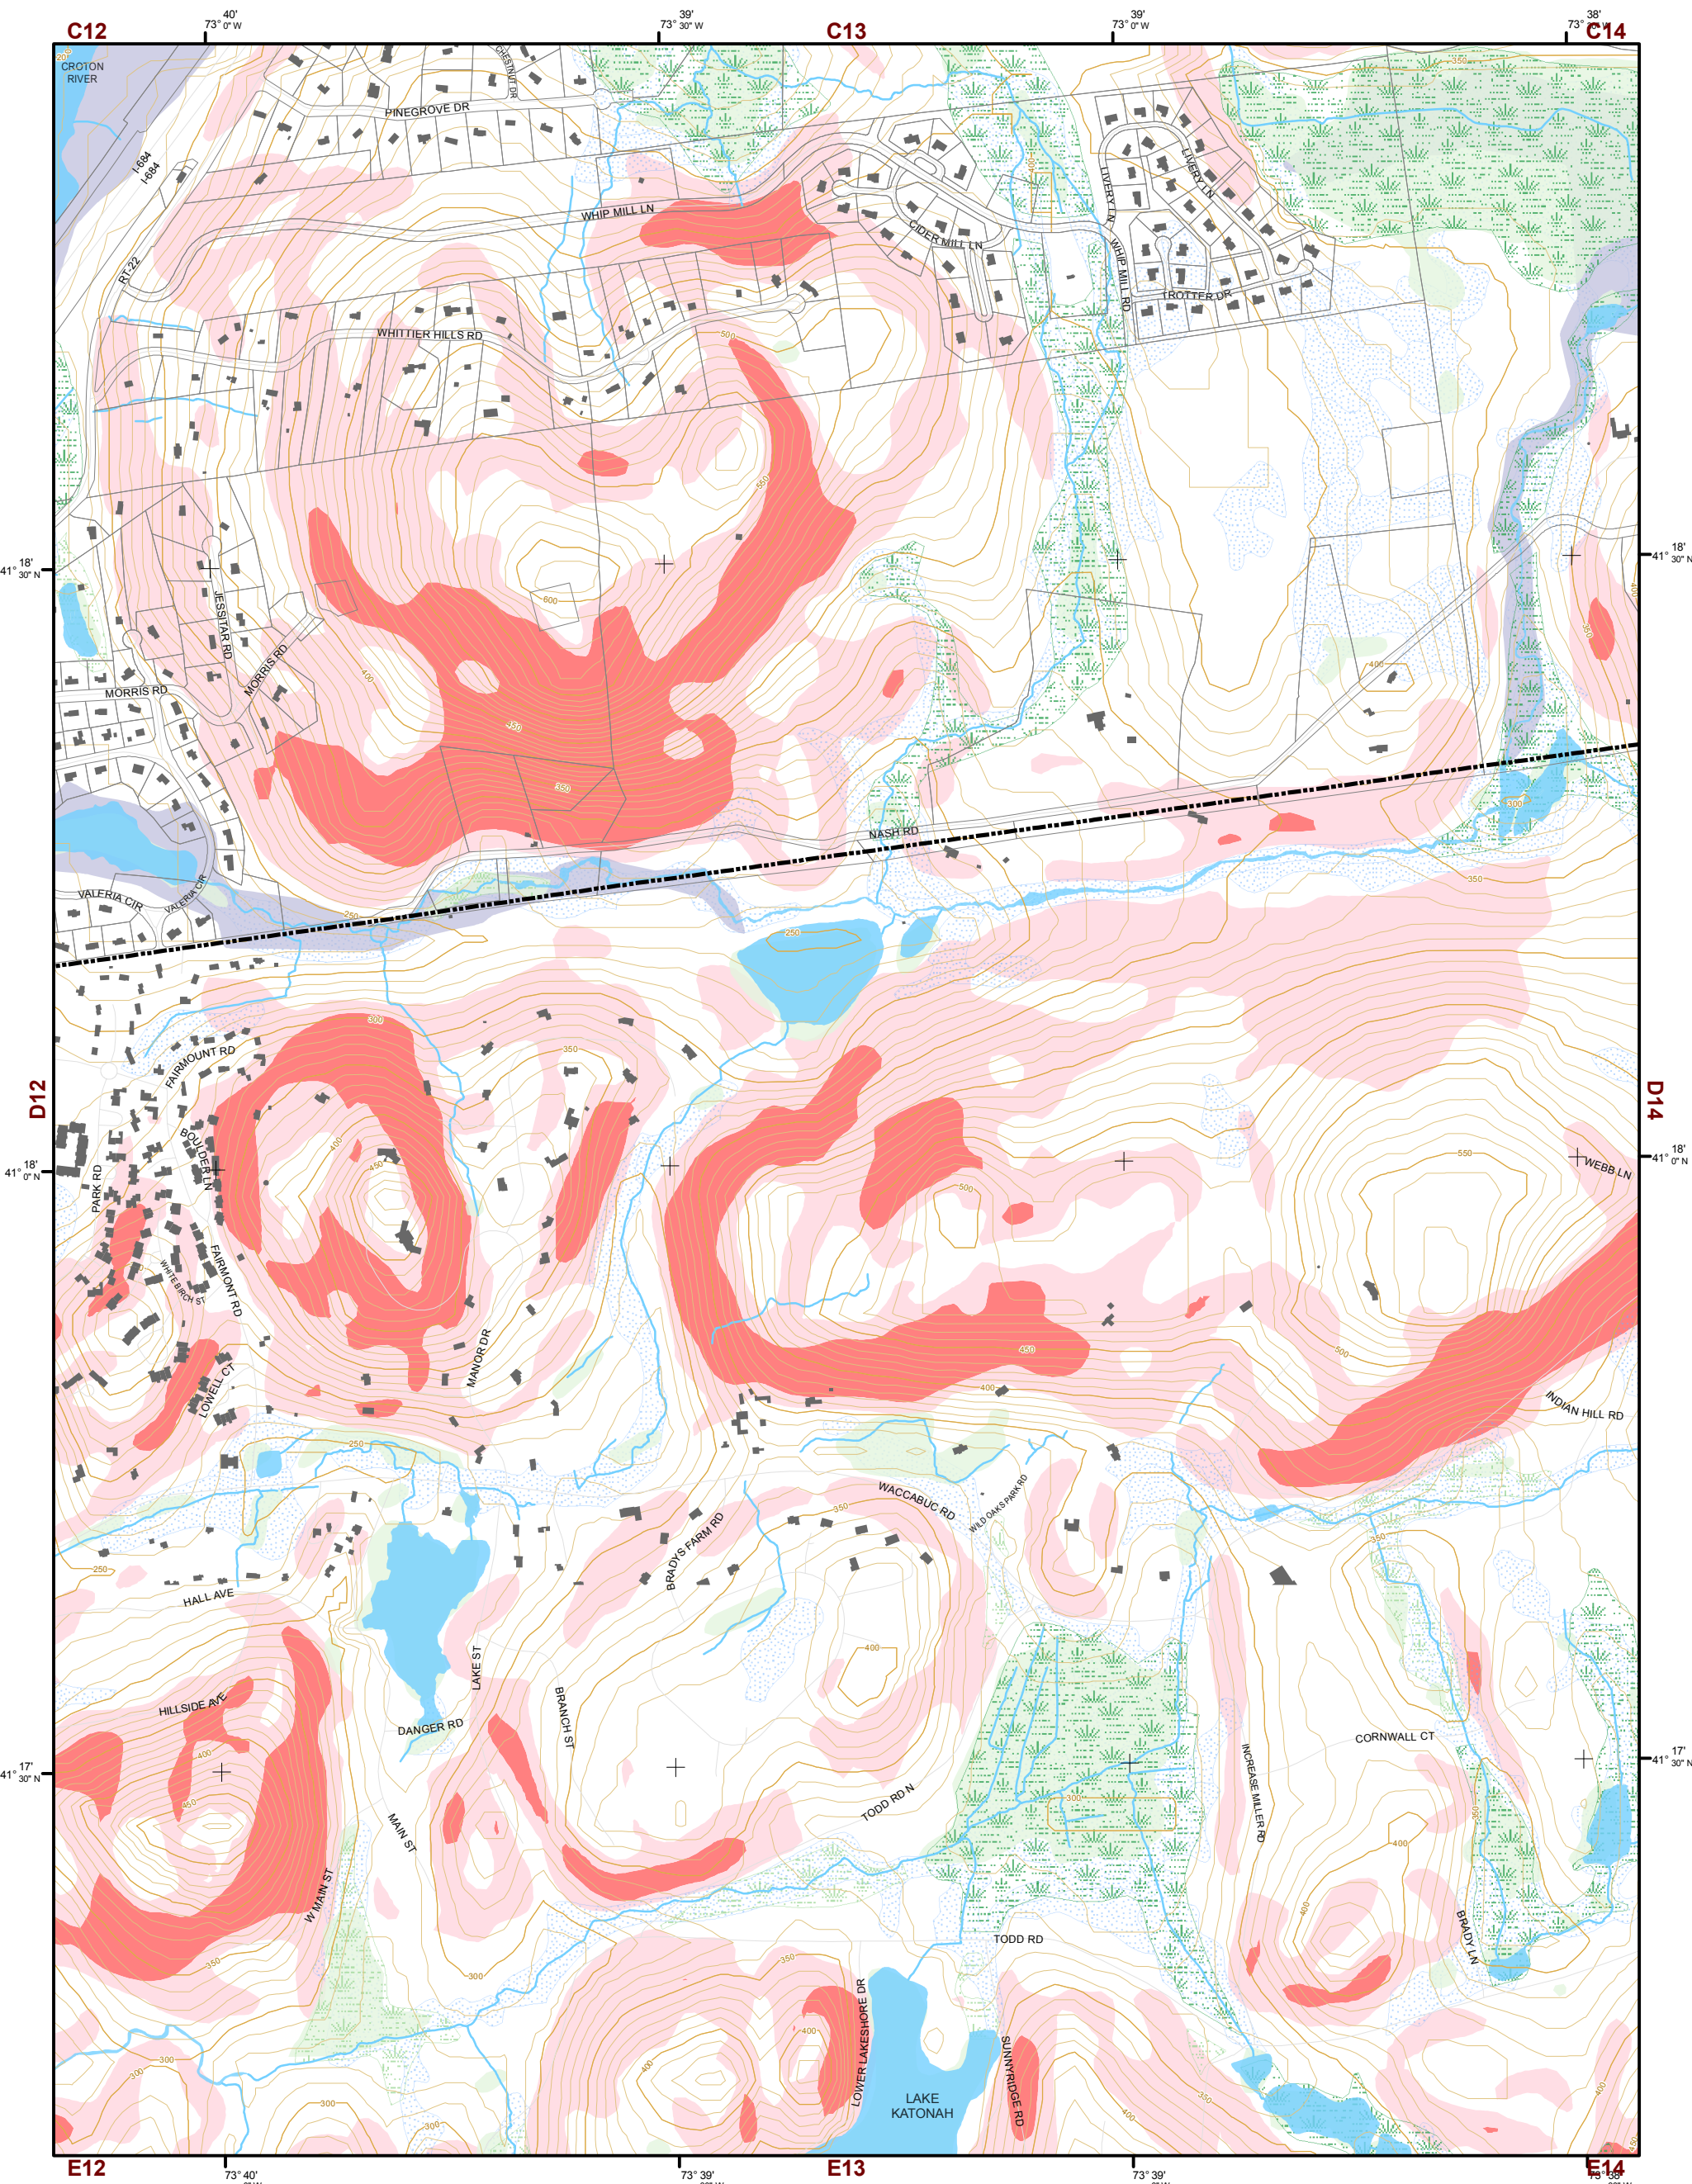 40'
73° 0" W
39'
73° 30" W
39'
73° 0" W
38'
73°
C12
C13
C14
CROTON
RIVER
CHESTNUT DR
350
PINEGROVE DR
I-684
I-684
400
LIVERY LN
LIVERY LN
WHIP MILL LN
CIDER MILL LN
WHIP MILL RD
RT-22
TROTTER DR
WHITTIER HILLS RD
500
550
41° 18'
30" N
41° 18'
30" N
600
400
JESSITAR RD
350
MORRIS RD
400
400
MORRIS RD
450
350
300
NASH RD
350
VALERIA CIR
VALERIA CIR
250
250
300
350
FAIRMOUNT RD
D12
D14
BOULDER LN
400
450
550
41° 18'
0" N
41° 18'
0" N
WEBB LN
PARK RD
500
FAIRMONT RD
WHITE BIRCH ST
MANOR DR
450
500
LOWELL CT
400
INDIAN HILL RD
250
WACCABUC RD
WILD OAKS PARK RD
350
BRADYS FARM RD
350
250
HALL AVE
400
LAKE ST
HILLSIDE AVE
BRANCH ST
DANGER RD
CORNWALL CT
400
41° 17'
30" N
41° 17'
30" N
INCREASE MILLER RD
450
TODD RD N
300
350
MAIN ST
400
W MAIN ST
400
BRADY LN
TODD RD
350
350
300
LOWER LAKESHORE DR
400
SUNNYRIDGE RD
300
400
300
300
LAKE
KATONAH
350
400
400
300
450
E12
E13
E14
73° 40'
73° 39'
73° 39'
38'